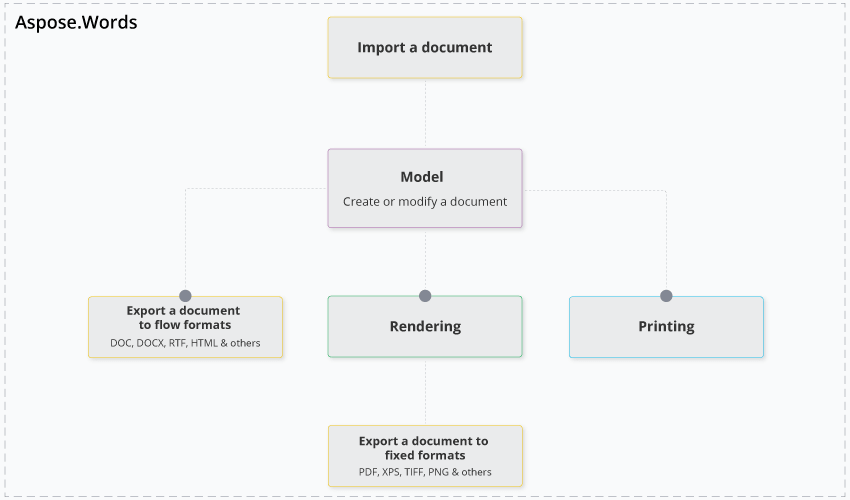 Aspose.Words
Import a document
Model
Create or modify a document
Export a document
to flow formats
DOC, DOCX, RTF, HTML & others
Rendering
Printing
Export a document to
fixed formats
PDF, XPS, TIFF, PNG & others